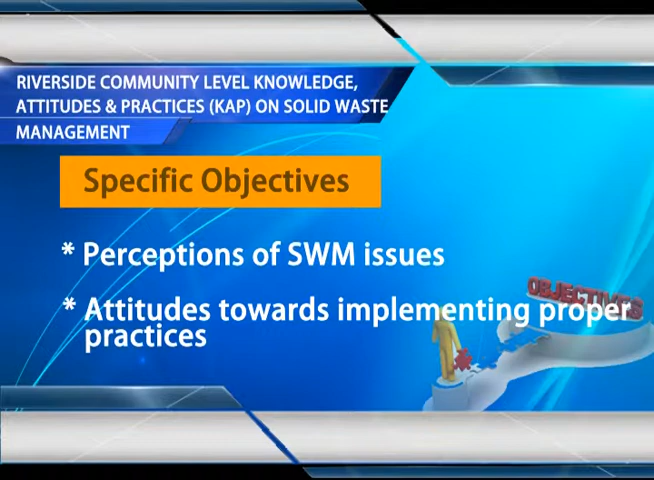 RIVERSIDE COMMUNITY LEVEL KNOWLEDGE,
ATTITUDES & PRACTICES (KAP) ON SOLID WASTE
MANAGEMENT
Specific Objectives
* Perceptions of SWM issues
OBJECTIVES
* Attitudes towards implementing proper
practices